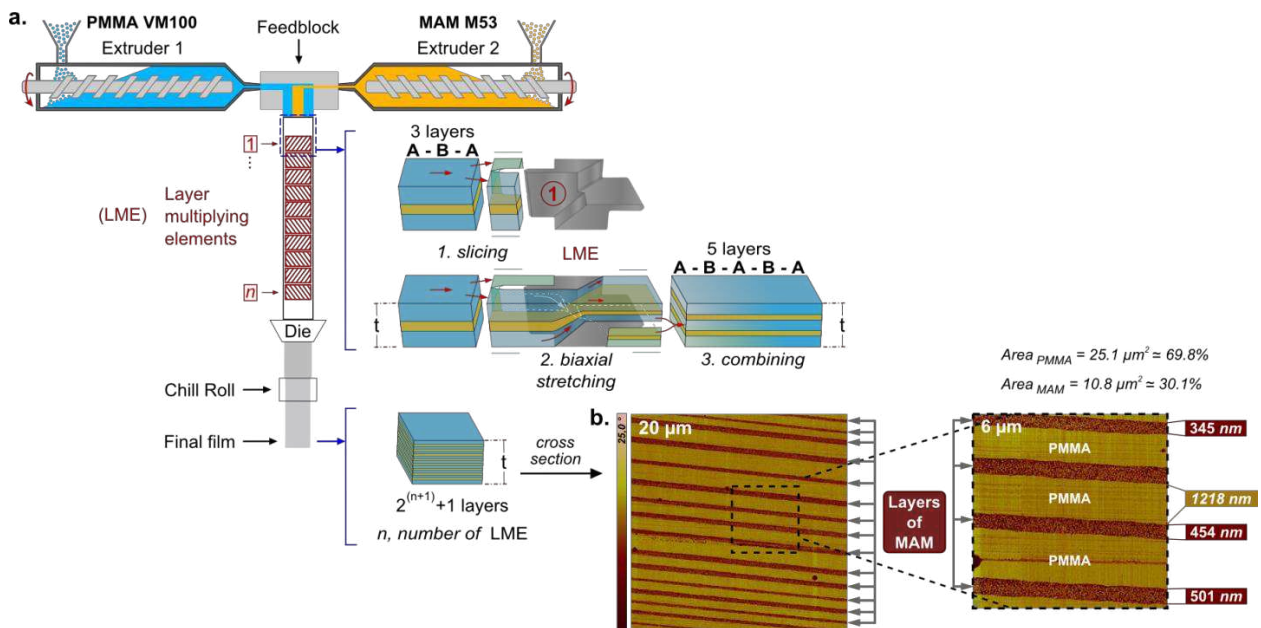 a.
PMMA VM100
Extruder 1
Feedblock
MAM M53
Extruder 2
1
⋮
n
(LME)
Layer
multiplying
elements
Die
Chill Roll
Final film
3 layers
A - B - A
1
1. slicing
LME
5 layers
A - B - A - B - A
t
t
2. biaxial
stretching
3. combining
t
2(n+1)+1 layers
n, number of LME
cross
section
b.
25.0 °
20 µm
Layers
of
MAM
Area PMMA = 25.1 µm² ≃ 69.8%
Area MAM = 10.8 µm² ≃ 30.1%
6 µm
PMMA
PMMA
PMMA
345 nm
1218 nm
454 nm
501 nm